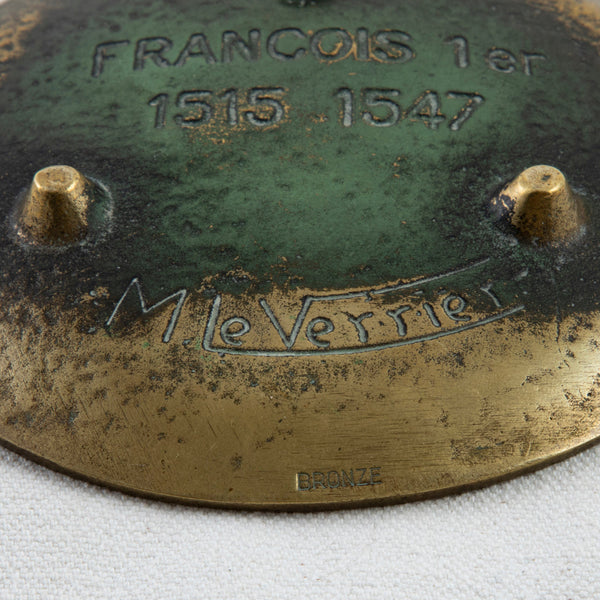 FRANCOIS 1er
1515 1547
M. Le Verrier
BRONZE